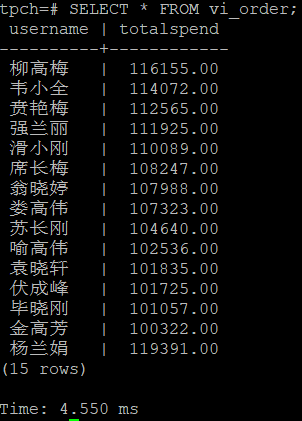 tpch=# SELECT * FROM vi_order;
username | totalspend
----------+------------
柳高梅 | 116155.00
韦小全 | 114072.00
贲艳梅 | 112565.00
强兰丽 | 111925.00
滑小刚 | 110089.00
席长梅 | 108247.00
翁晓婷 | 107988.00
娄高伟 | 107323.00
苏长刚 | 104640.00
喻高伟 | 102536.00
袁晓轩 | 101835.00
伏成峰 | 101725.00
毕晓刚 | 101057.00
金高芳 | 100322.00
杨兰娟 | 119391.00
(15 rows)
Time: 4.550 ms